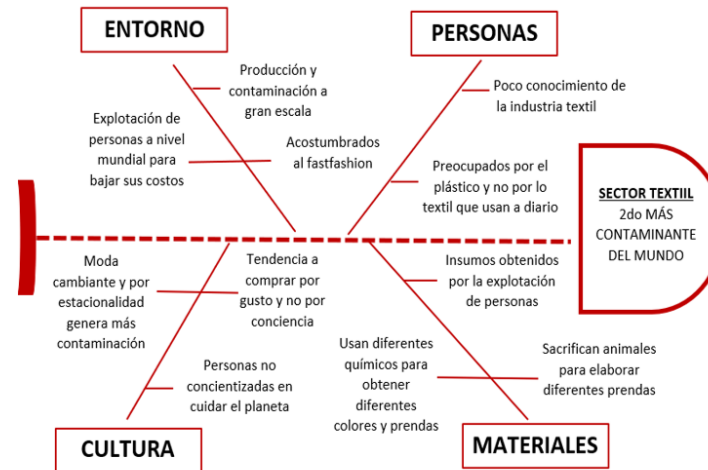 ENTORNO
Producción y
contaminación a
gran escala
Explotación de
personas a nivel
mundial para
bajar sus costos
Acostumbrados
al fastfashion
PERSONAS
Poco conocimiento de
la industria textil
Preocupados por el
plástico y no por lo
textil que usan a diario
SECTOR TEXTIIL
2do MÁS
CONTAMINANTE
DEL MUNDO
Moda
cambiante y por
estacionalidad
genera más
contaminación
Tendencia a
comprar por
gusto y no por
conciencia
Personas no
concientizadas en
cuidar el planeta
CULTURA
Insumos obtenidos
por la explotación
de personas
Usan diferentes
químicos para
obtener
diferentes
colores y prendas
Sacrifican animales
para elaborar
diferentes prendas
MATERIALES